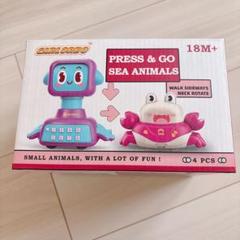 18M+
PRESS & GO
SEA ANIMALS
WALK SIDEWAYS
NECK ROTATE
SMALL ANIMALS, WITH A LOT OF FUN !
4 PCS